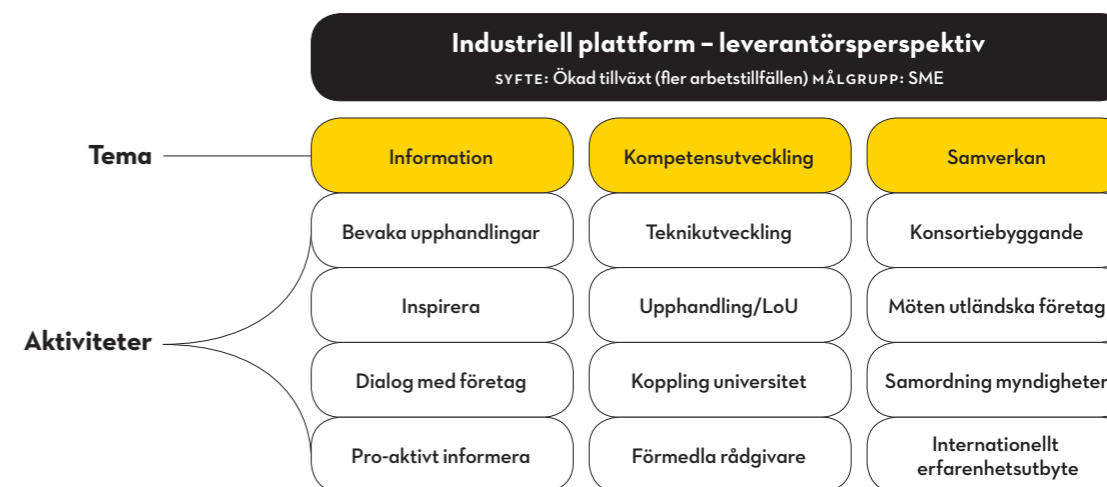 Industriell plattform – leverantörsperspektiv
SYFTE: Ökad tillväxt (fler arbetstillfällen) MÅLGRUPP: SME
Tema
Information
Kompetensutveckling
Samverkan
Aktiviteter
Bevaka upphandlingar
Teknikutveckling
Konsortiebyggande
Inspirera
Upphandling/LoU
Möten utländska företag
Dialog med företag
Koppling universitet
Samordning myndigheter
Pro-aktivt informera
Förmedla rådgivare
Internationellt
erfarenhetsutbyte